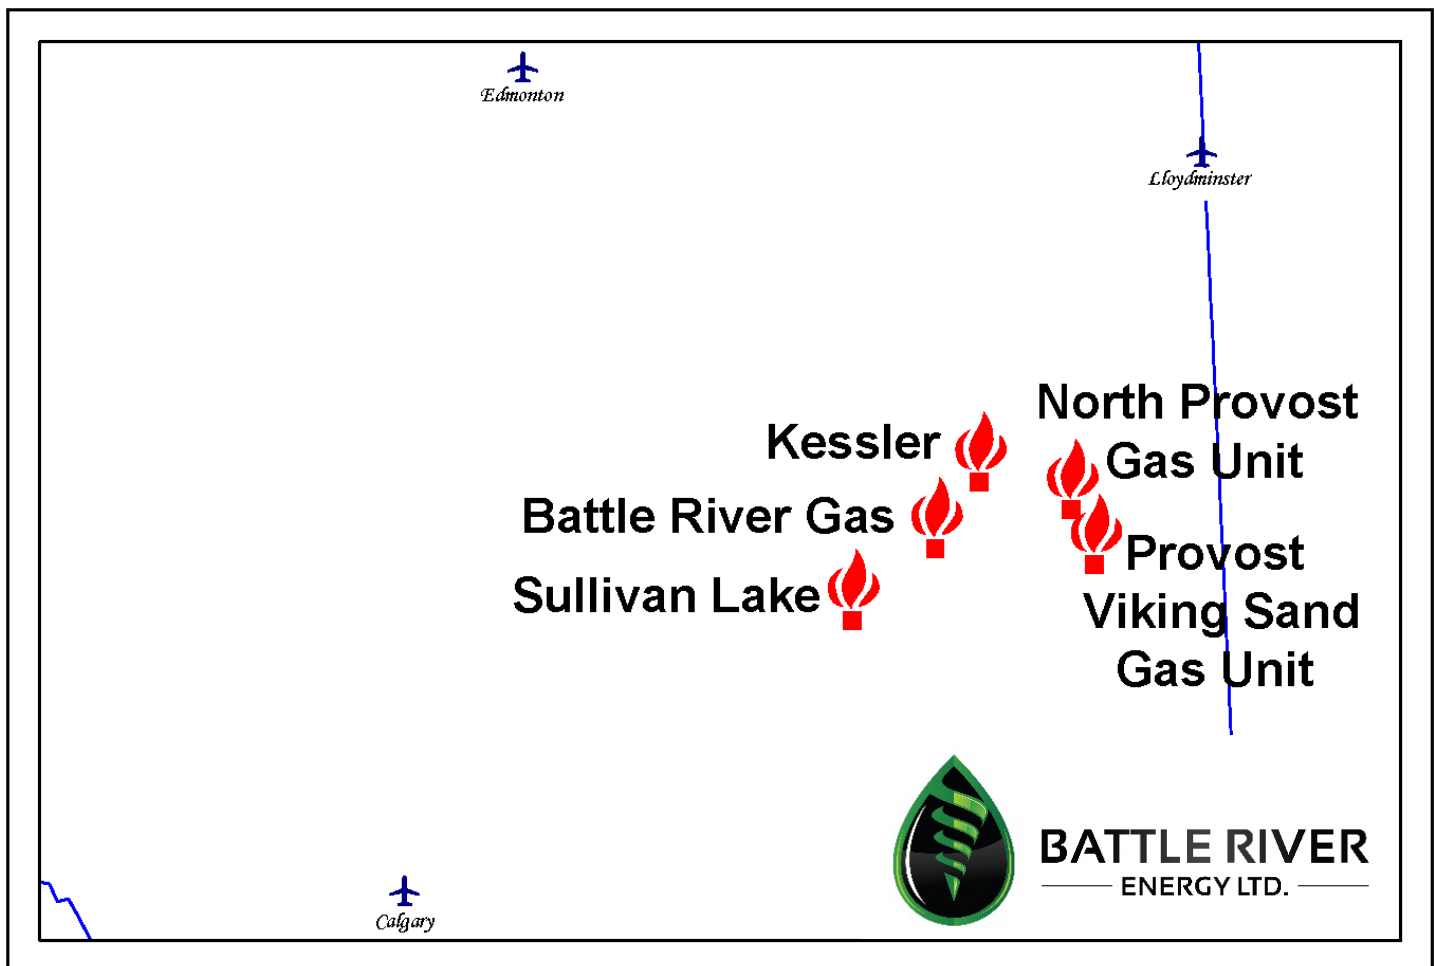 Edmonton
Lloydminster
North Provost
Gas Unit
Kessler
Battle River Gas
Sullivan Lake
Provost
Viking Sand
Gas Unit
BATTLE RIVER
ENERGY LTD.
Calgary